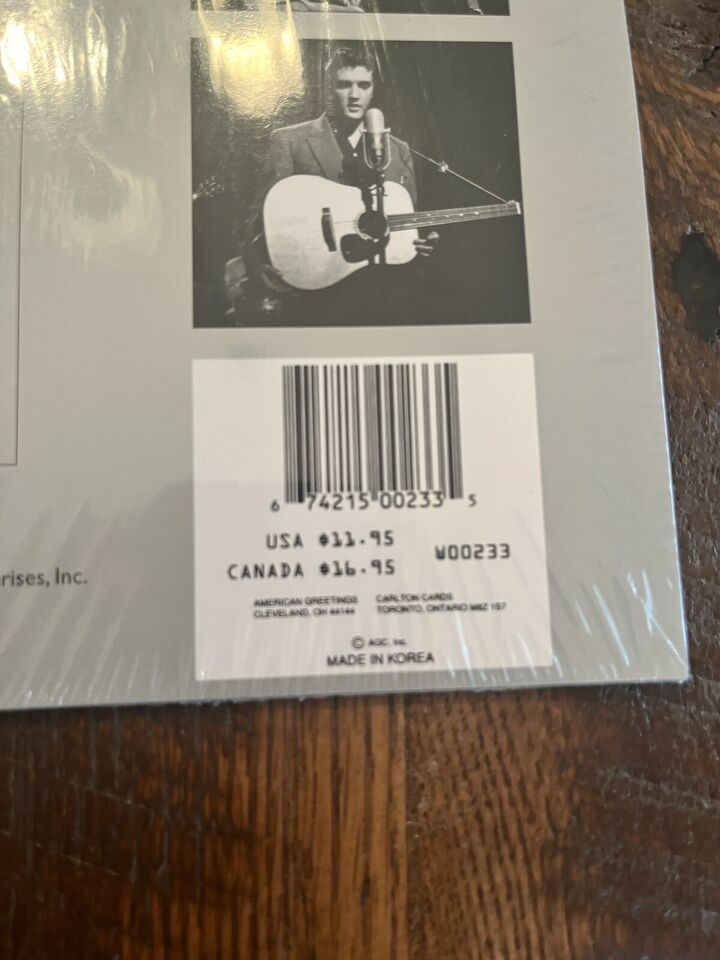 rises, Inc.
6 74215 00233 5
USA $11.95
CANADA $16.95
W00233
AMERICAN GREETINGS
CLEVELAND, OH 44144
CARLTON CARDS
TORONTO, ONTARIO M8Z 1S7
© AGC, Inc.
MADE IN KOREA